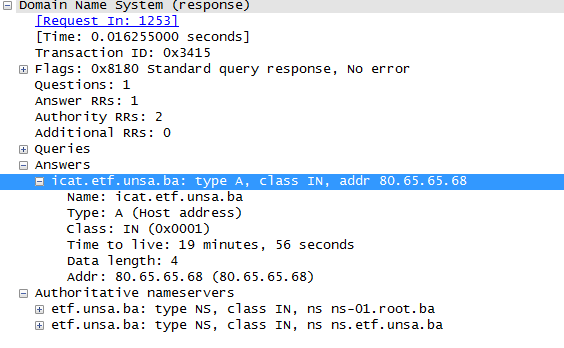 Domain Name System (response)
[Request In: 1253]
[Time: 0.016255000 seconds]
Transaction ID: 0x3415
Flags: 0x8180 Standard query response, No error
Questions: 1
Answer RRs: 1
Authority RRs: 2
Additional RRs: 0
Queries
Answers
icat.etf.unsa.ba: type A, class IN, addr 80.65.65.68
Name: icat.etf.unsa.ba
Type: A (Host address)
Class: IN (0x0001)
Time to live: 19 minutes, 56 seconds
Data length: 4
Addr: 80.65.65.68 (80.65.65.68)
Authoritative nameservers
etf.unsa.ba: type NS, class IN, ns ns-01.root.ba
etf.unsa.ba: type NS, class IN, ns ns.etf.unsa.ba